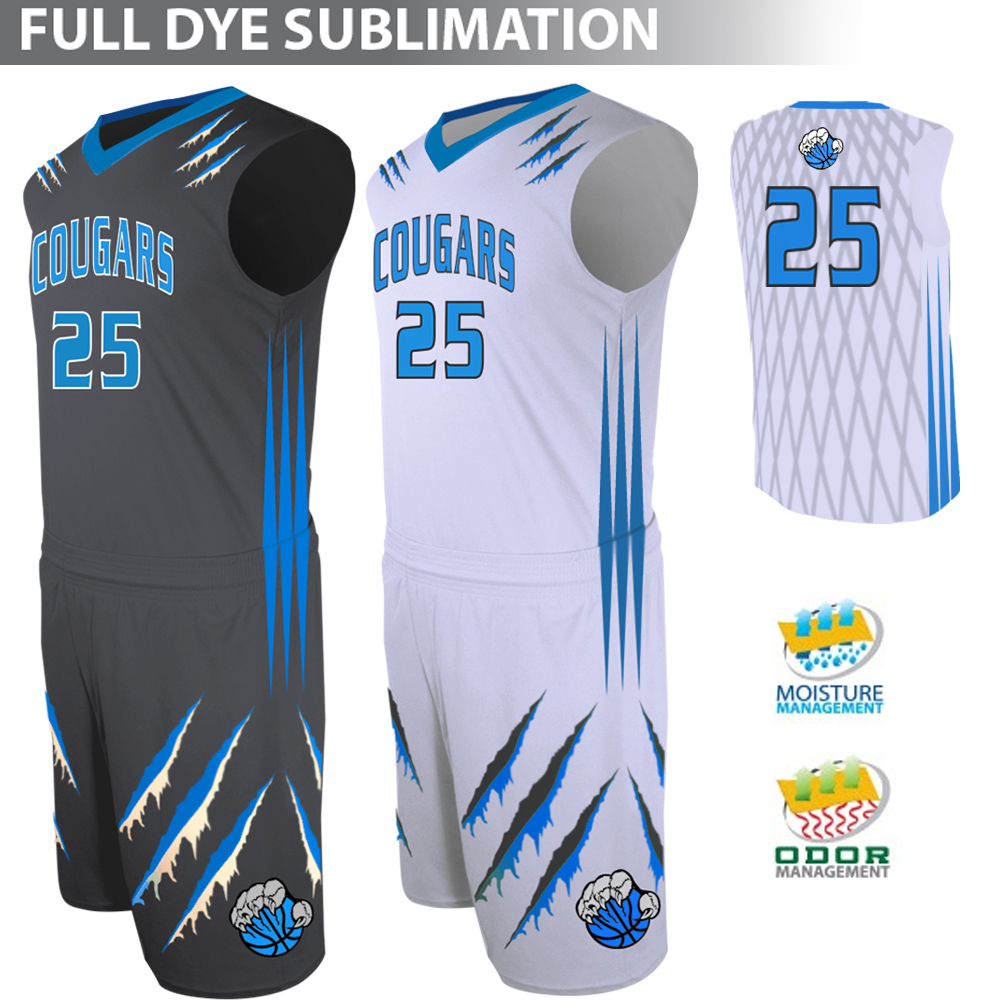 FULL DYE SUBLIMATION
COUGARS
25
COUGARS
25
25
MOISTURE
MANAGEMENT
ODOR
MANAGEMENT